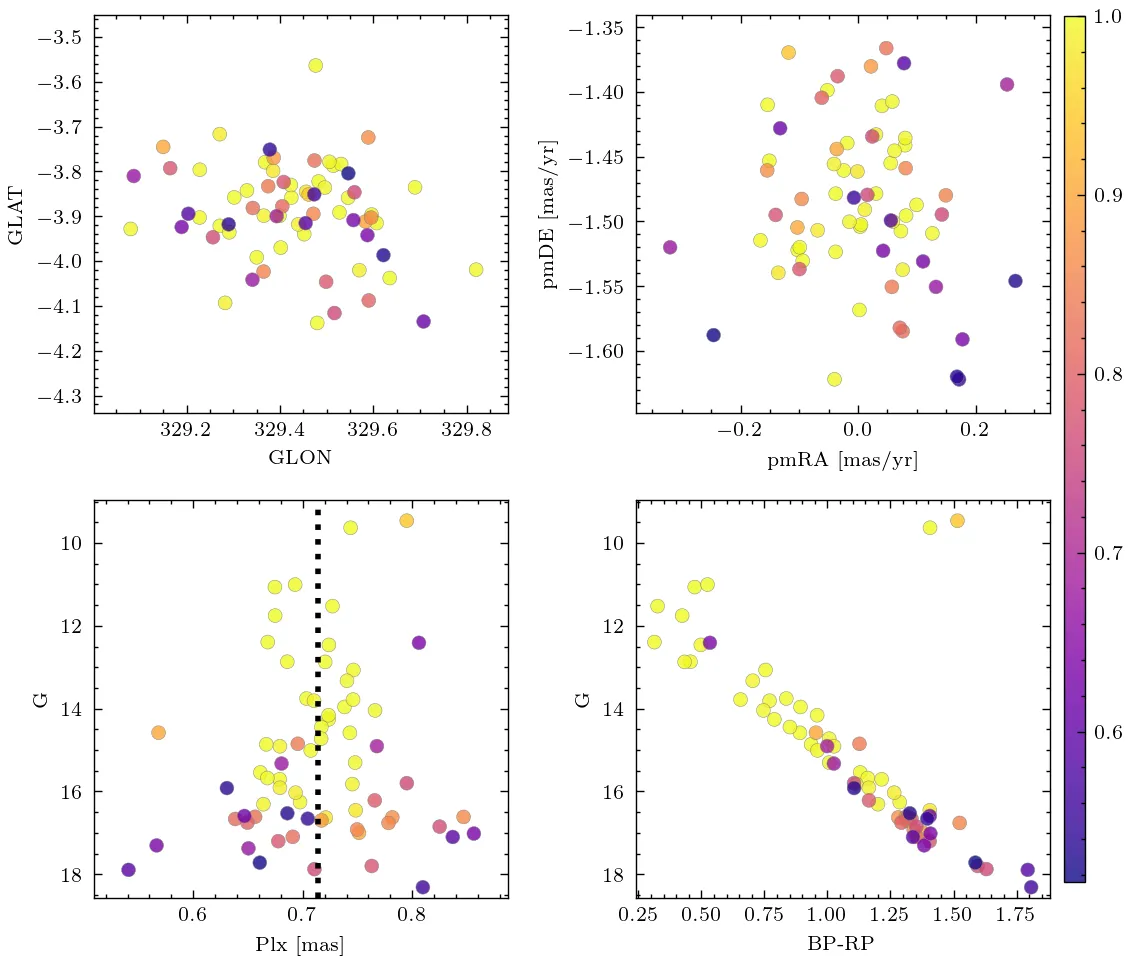 −3.5
−3.6
−3.7
−3.8
−3.9
−4.0
−4.1
−4.2
−4.3
GLAT
329.2 329.4 329.6 329.8
GLON
−1.35
−1.40
−1.45
−1.50
−1.55
−1.60
pmDE [mas/yr]
−0.2 0.0 0.2
pmRA [mas/yr]
10
12
14
16
18
G
0.6 0.7 0.8
Plx [mas]
10
12
14
16
18
G
0.25 0.50 0.75 1.00 1.25 1.50 1.75
BP-RP
1.0
0.9
0.8
0.7
0.6